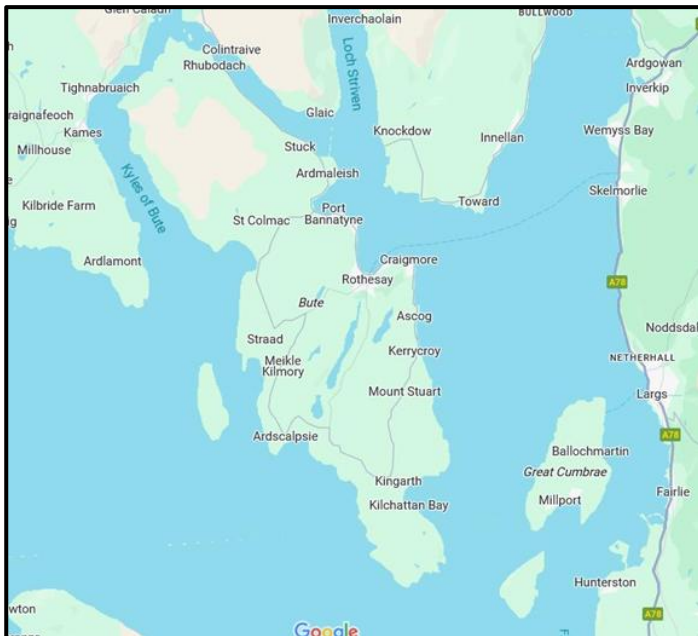 Glen Caladh
BULLWOOD
Inverchaolain
Colintraive
Rhubodach
Ardgowan
Inverkip
Tighnabruaich
Loch Striven
raignafeoch
Glaic
Kames
Knockdow
Innellan
Wemyss Bay
Millhouse
Stuck
Ardmaleish
Skelmorlie
Kyles of Bute
Kilbride Farm
Toward
Port
Bannatyne
St Colmac
Ardlamont
Craigmore
Rothesay
A78
Bute
Ascog
Noddsdal
Straad
Kerrycroy
NETHERHALL
Meikle
Kilmory
Mount Stuart
Largs
Ardscalpsie
A78
Ballochmartin
Great Cumbrae
Kingarth
Millport
Fairlie
Kilchattan Bay
Hunterston
wton
A78
Google